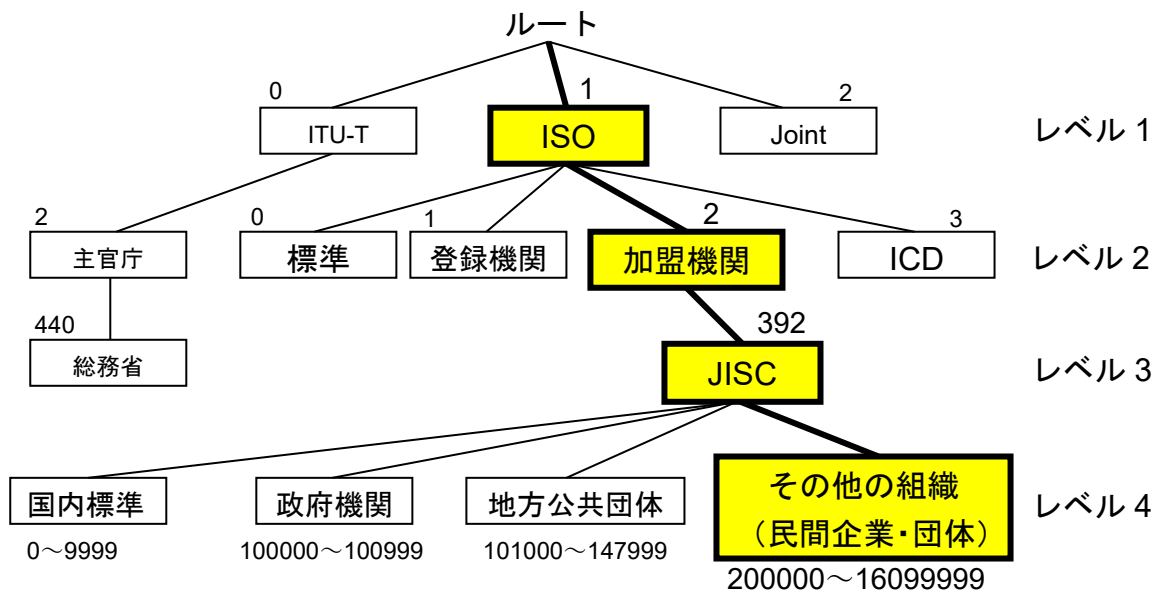 ルート
0
1
2
ITU-T
ISO
Joint
レベル 1
2
0
1
2
3
主官庁
標準
登録機関
加盟機関
ICD
レベル 2
440
392
総務省
JISC
レベル 3
国内標準
政府機関
地方公共団体
その他の組織
（民間企業・団体）
レベル 4
0～9999
100000～100999
101000～147999
200000～16099999